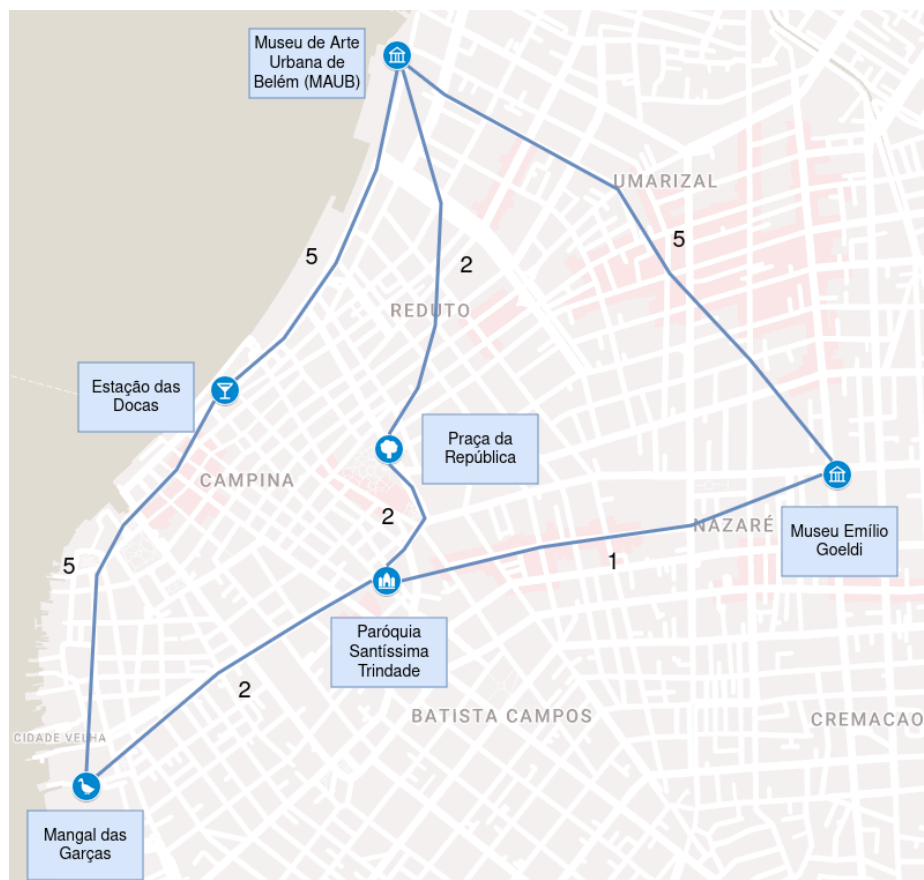 Museu de Arte
Urbana de
Belém (MAUB)
UMARIZAL
5
5
2
REDUTO
Estação das
Docas
Praça da
República
CAMPINA
2
NAZARÉ
Museu Emílio
Goeldi
5
1
Paróquia
Santíssima
Trindade
2
BATISTA CAMPOS
CREMACAO
CIDADE VELHA
Mangal das
Garças